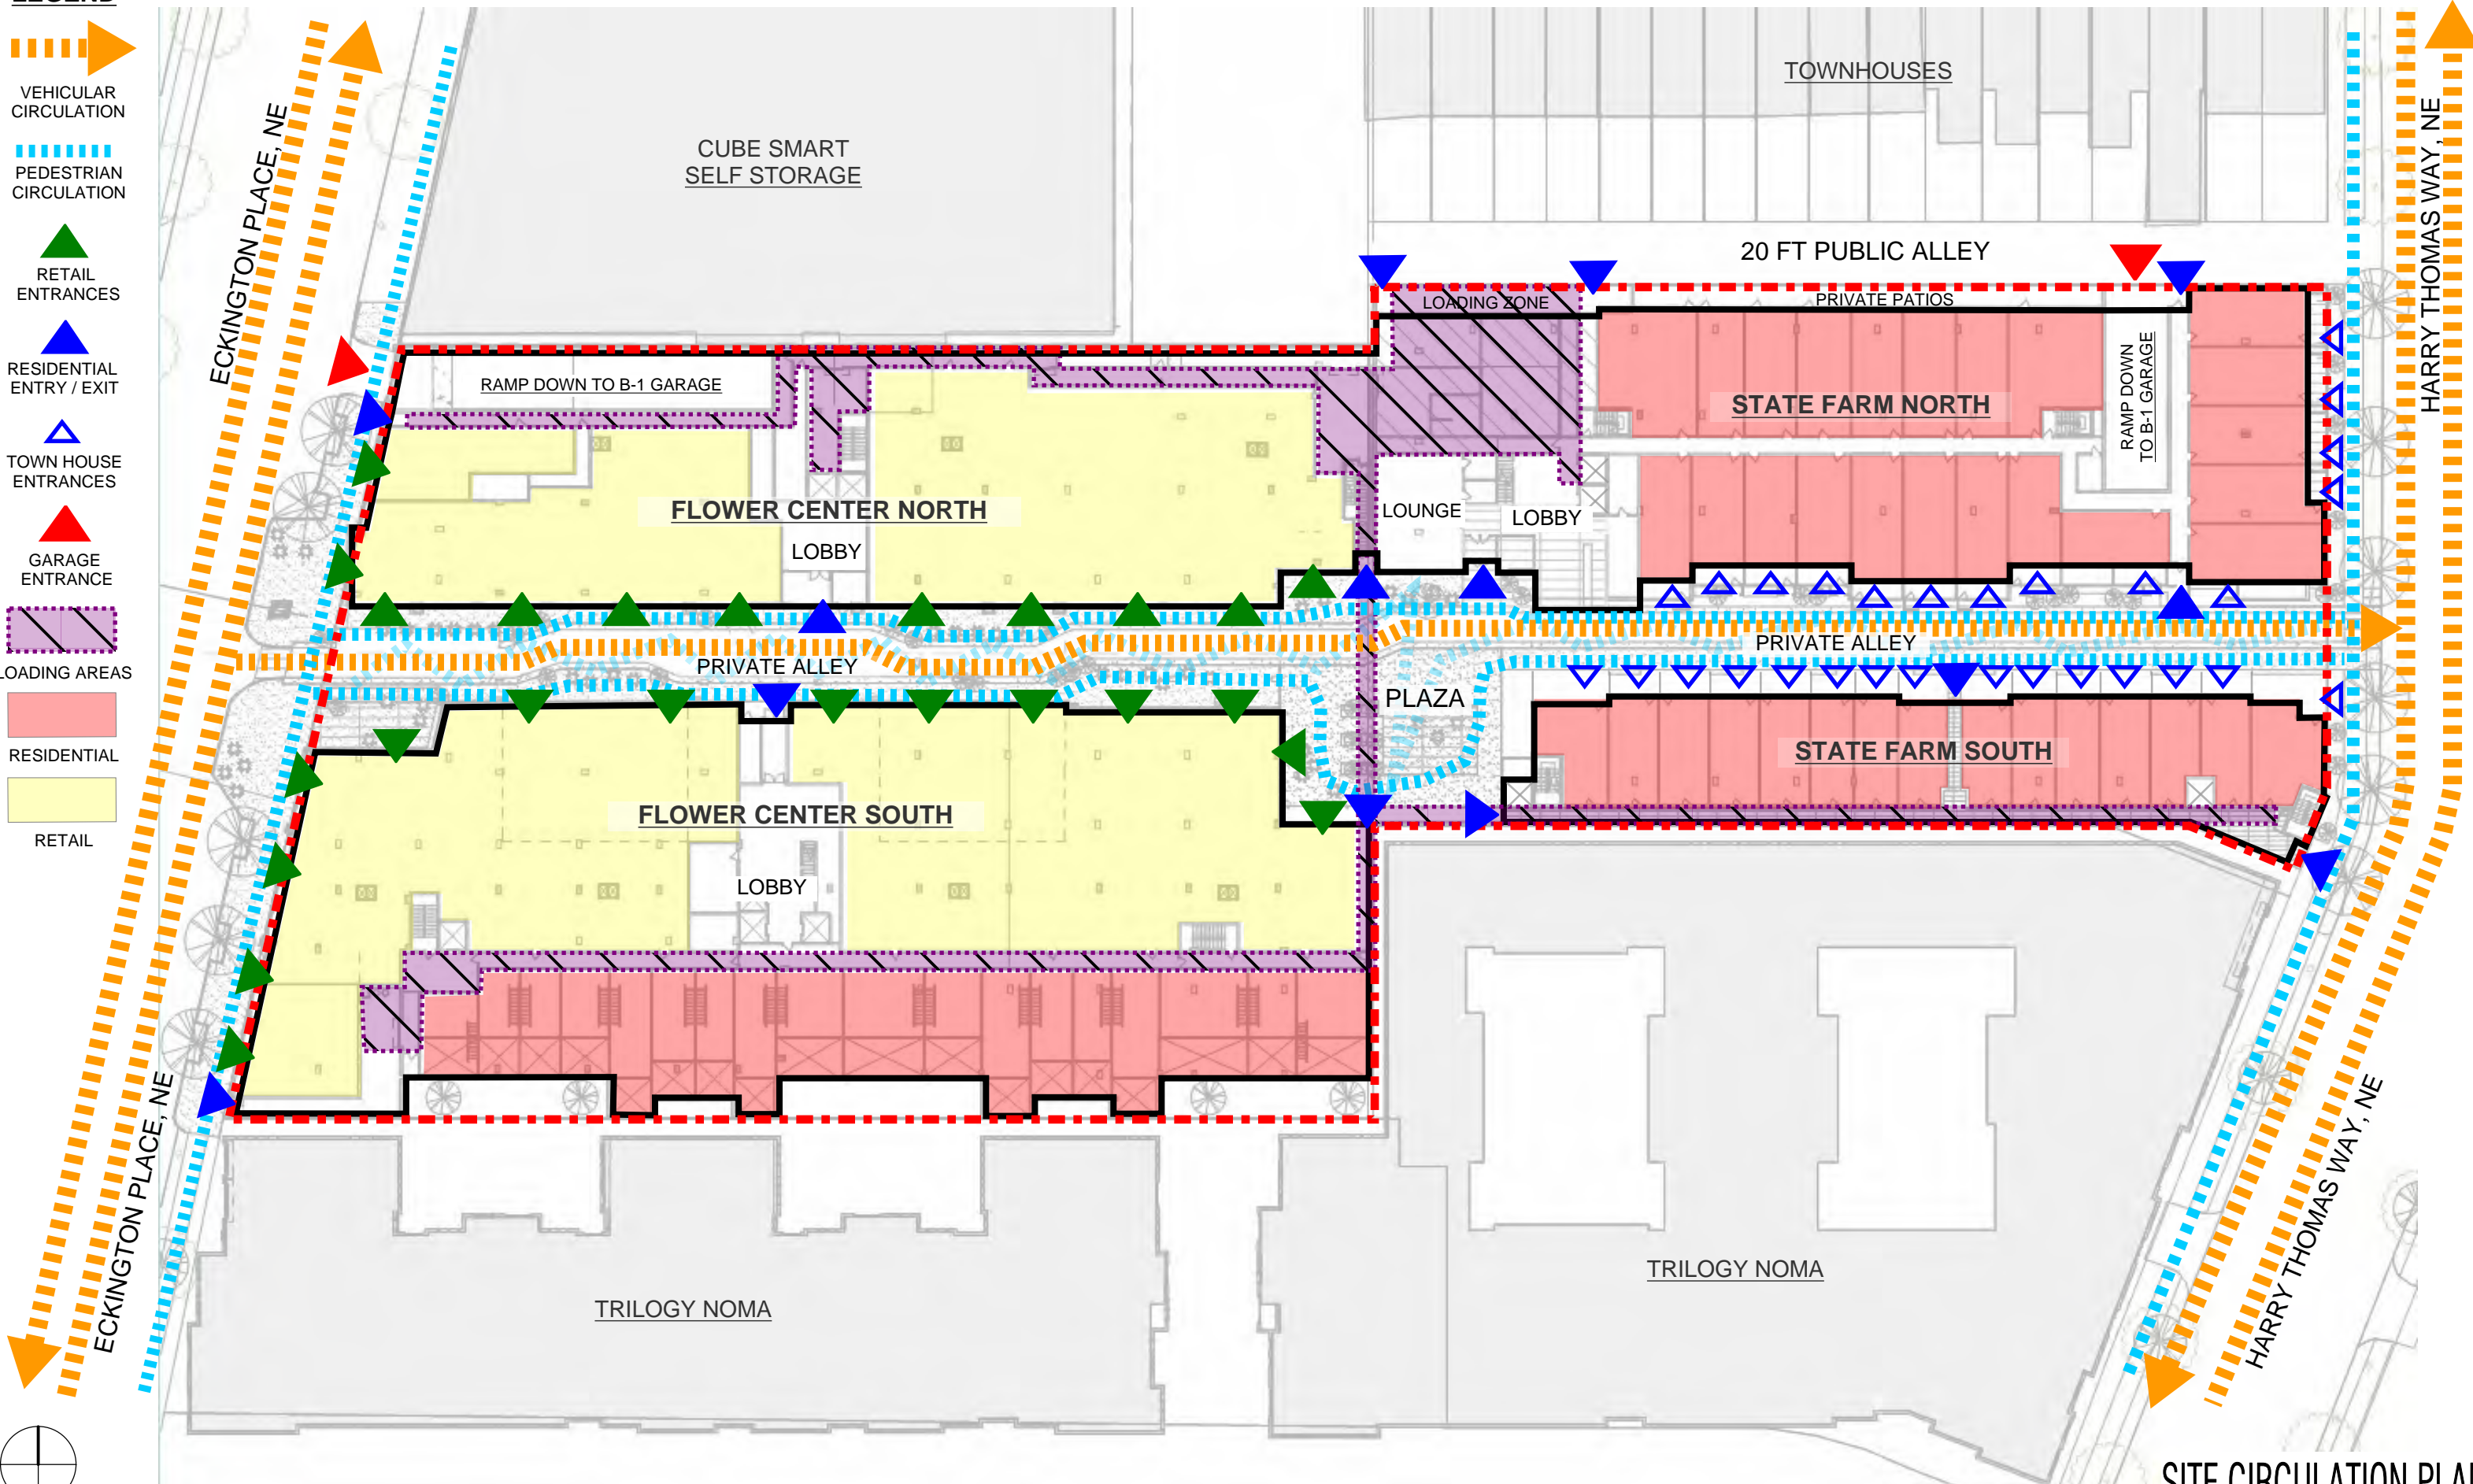 LEGEND
VEHICULAR
CIRCULATION
PEDESTRIAN
CIRCULATION
RETAIL
ENTRANCES
RESIDENTIAL
ENTRY / EXIT
TOWN HOUSE
ENTRANCES
GARAGE
ENTRANCE
LOADING AREAS
RESIDENTIAL
RETAIL
ECKINGTON PLACE, NE
ECKINGTON PLACE, NE
CUBE SMART
SELF STORAGE
TOWNHOUSES
HARRY THOMAS WAY, NE
20 FT PUBLIC ALLEY
LOADING ZONE
PRIVATE PATIOS
RAMP DOWN TO B-1 GARAGE
RAMP DOWN
TO B-1 GARAGE
STATE FARM NORTH
FLOWER CENTER NORTH
LOUNGE
LOBBY
LOBBY
PRIVATE ALLEY
PRIVATE ALLEY
PLAZA
STATE FARM SOUTH
FLOWER CENTER SOUTH
LOBBY
HARRY THOMAS WAY, NE
TRILOGY NOMA
TRILOGY NOMA
SITE CIRCULATION PLAN